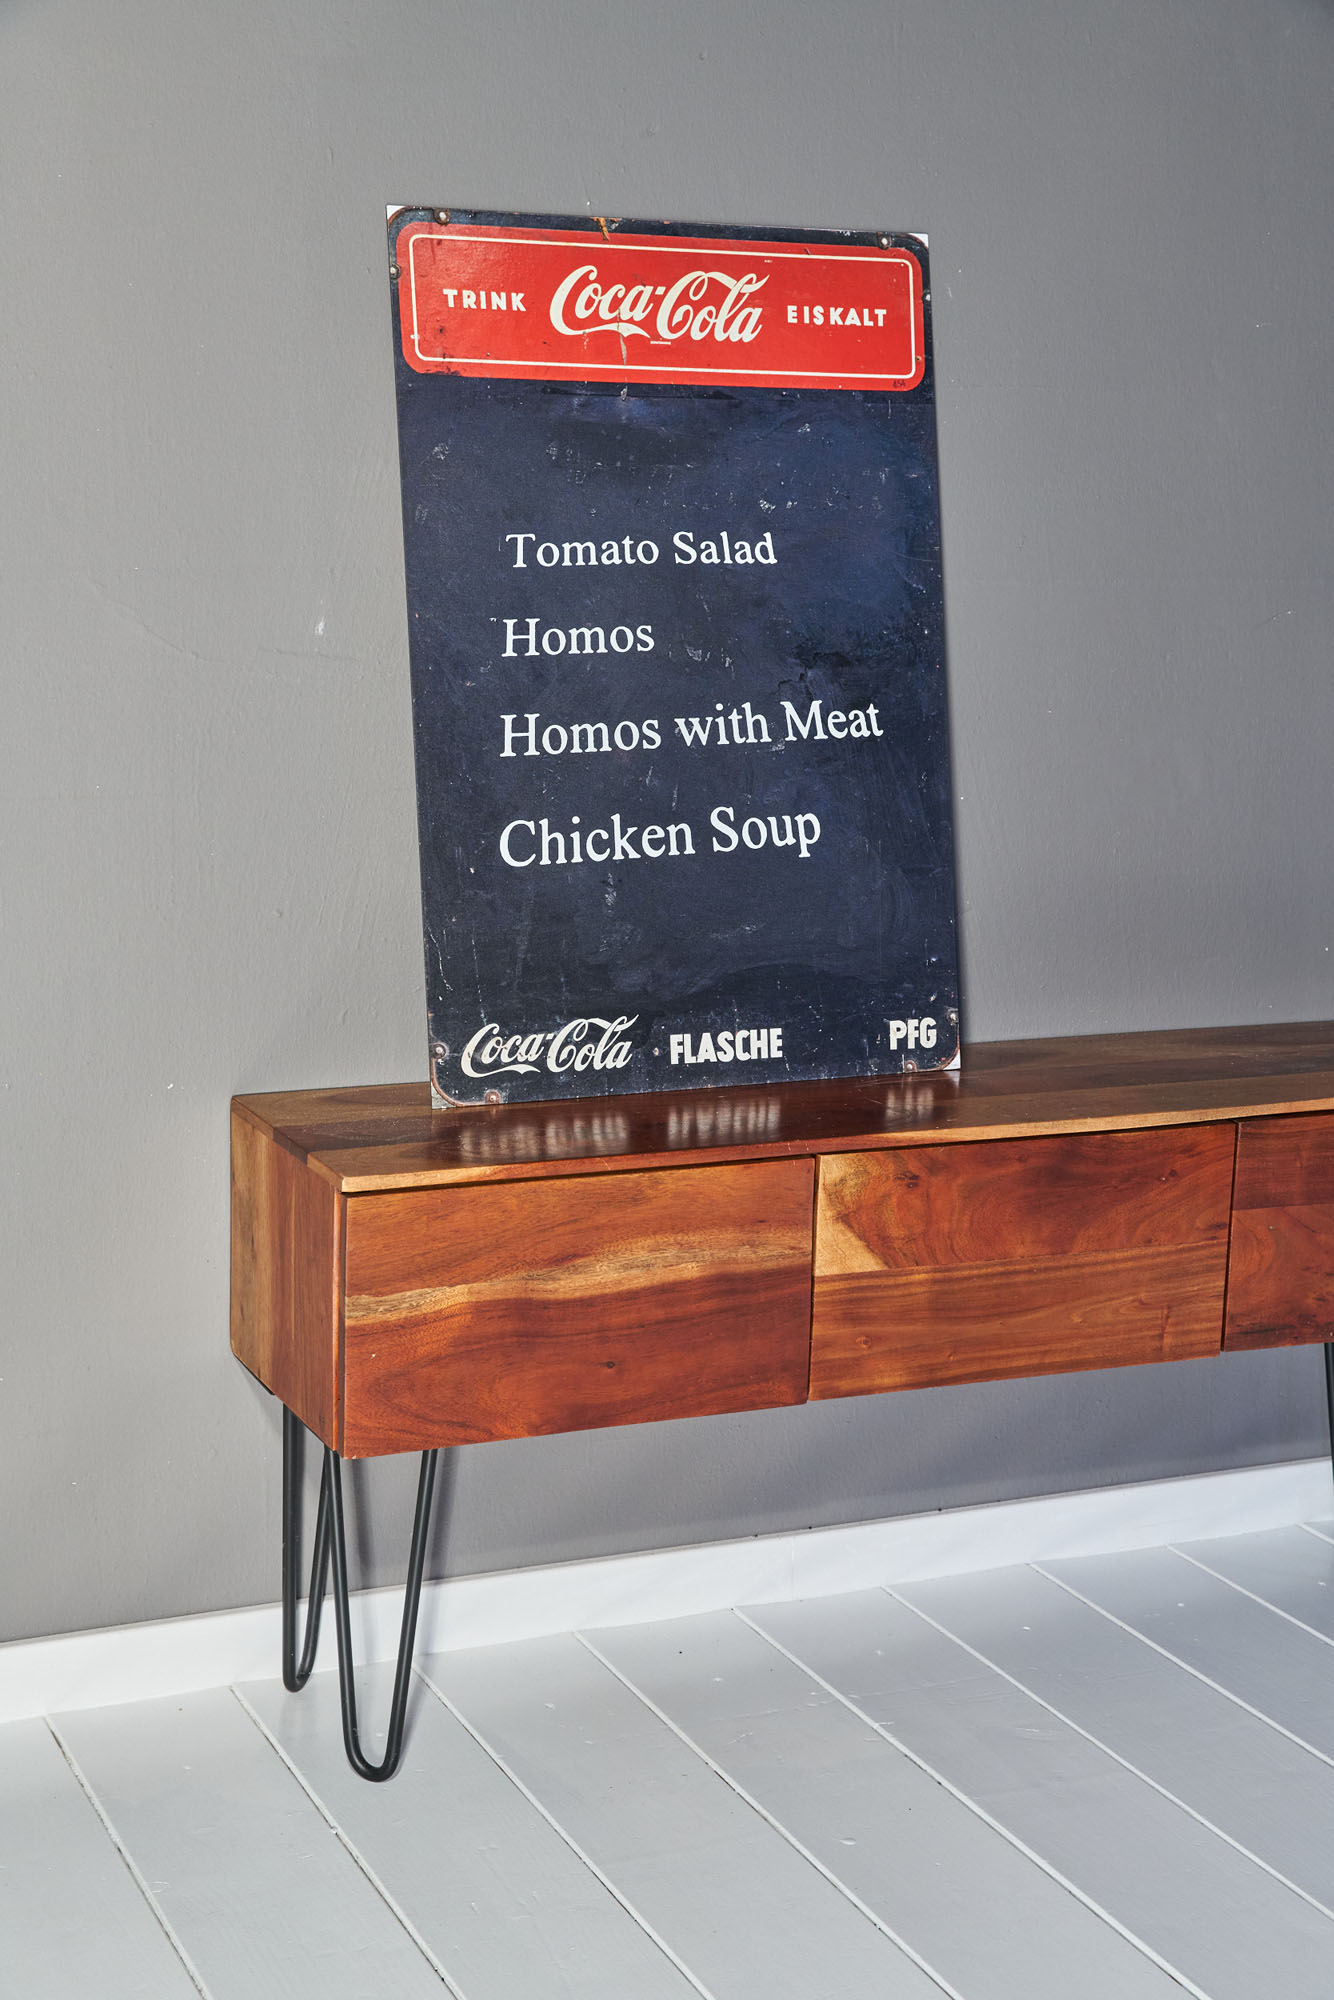 TRINK Coca-Cola EISKALT
Tomato Salad
Homos
Homos with Meat
Chicken Soup
Coca-Cola FLASCHE PFG